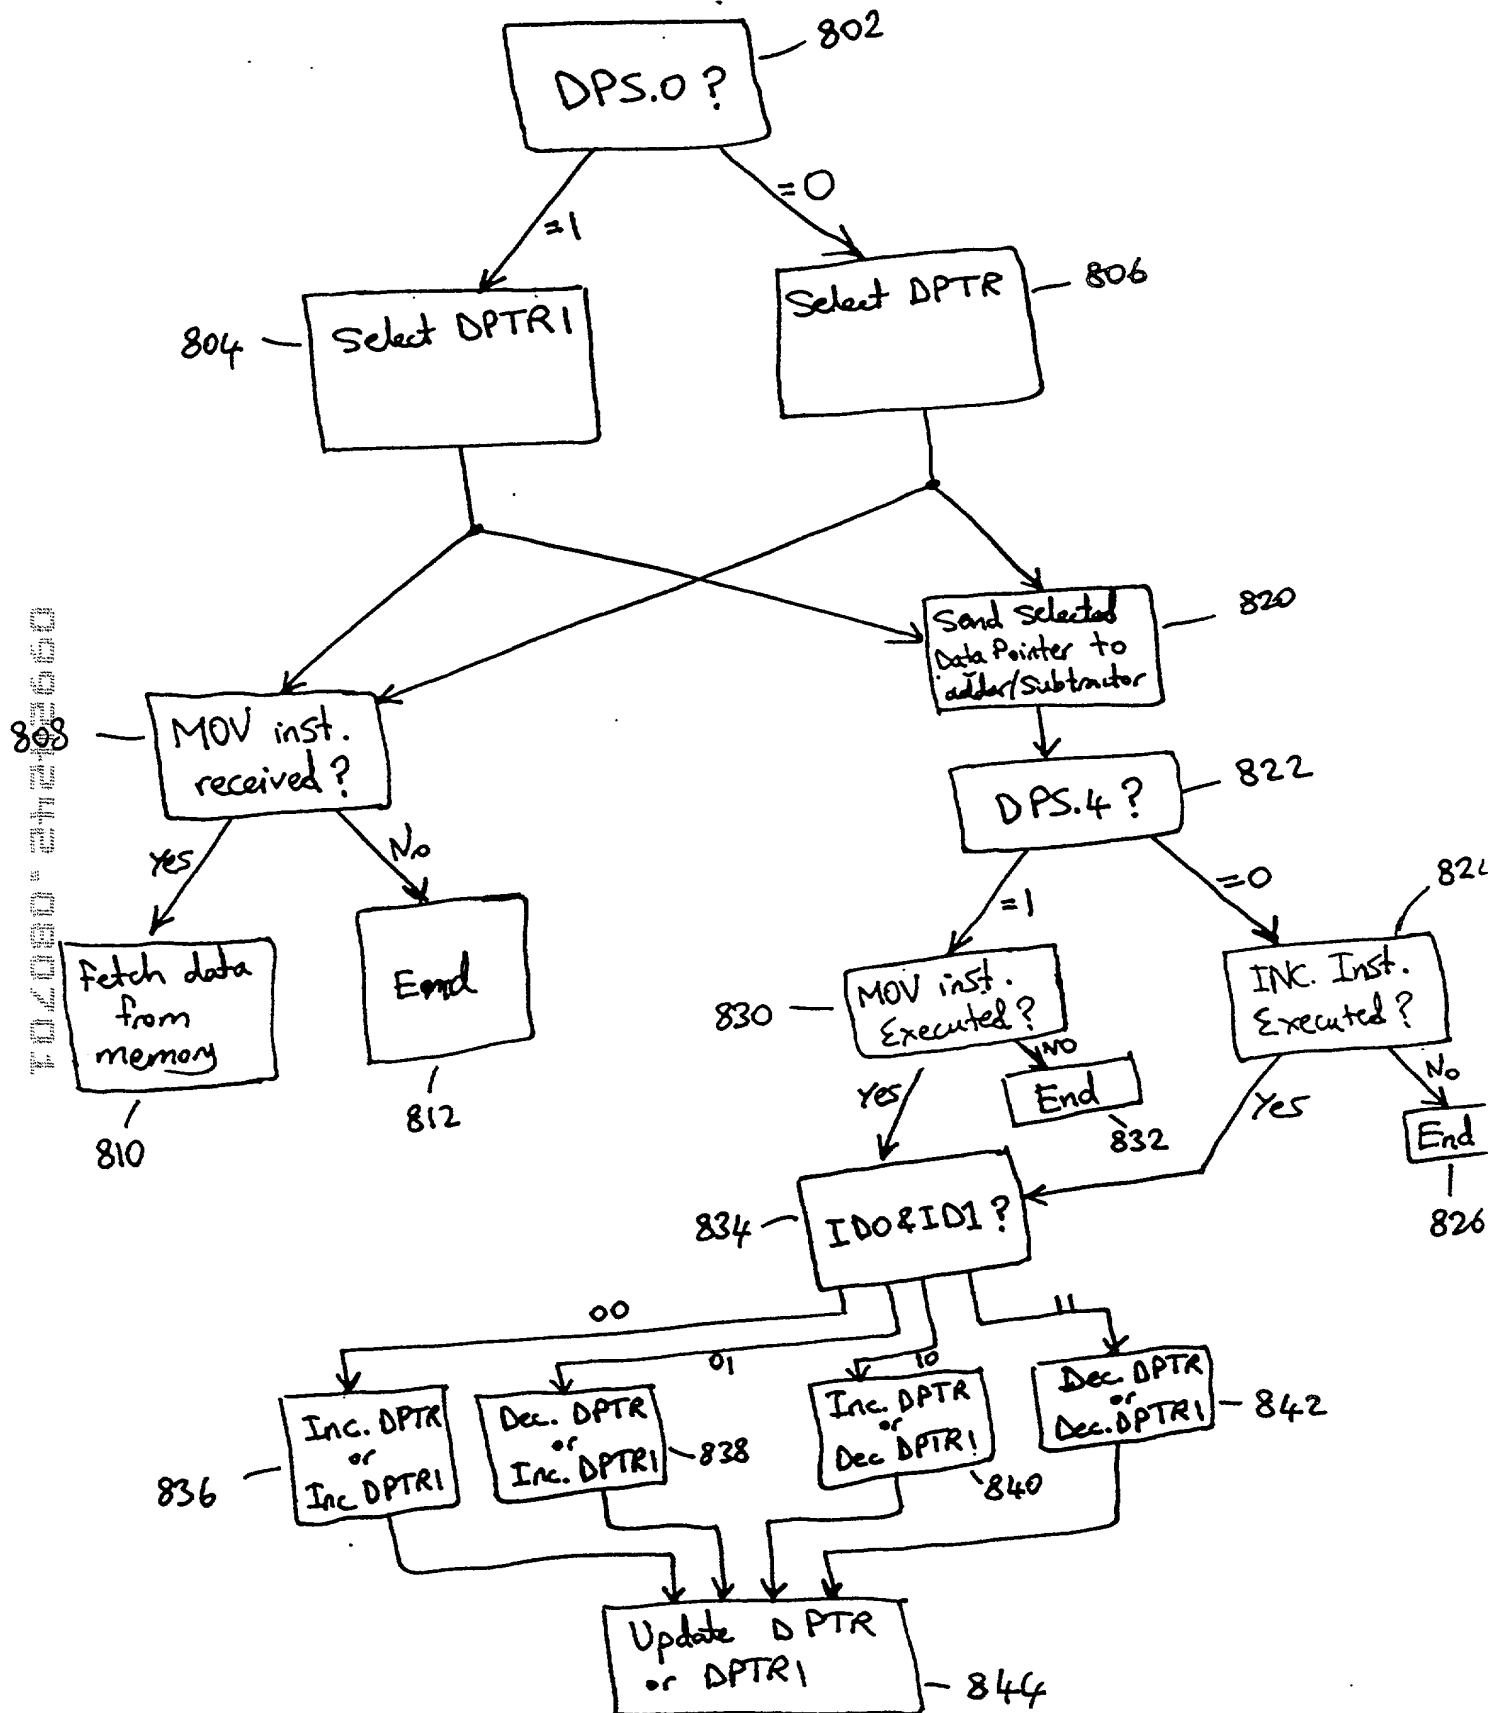 802
DPS.0 ?
=1
=0
Select DPTR1
804
Select DPTR
806
Send Selected
Data Pointer to
adder/Subtractor
820
808
MOV inst.
received ?
DPS.4 ?
822
Yes
No
=1
=0
Fetch data
from
memory
810
End
812
830
MOV inst.
Executed ?
INC. Inst.
Executed ?
No
End
832
Yes
Yes
No
End
826
834
ID0 & ID1 ?
00
01
10
11
Inc. DPTR
or
Inc DPTR1
836
Dec. DPTR
or
Inc. DPTR1
838
Inc. DPTR
or
Dec DPTR1
840
Dec. DPTR
or
Dec. DPTR1
842
Update DPTR
or DPTR1
844